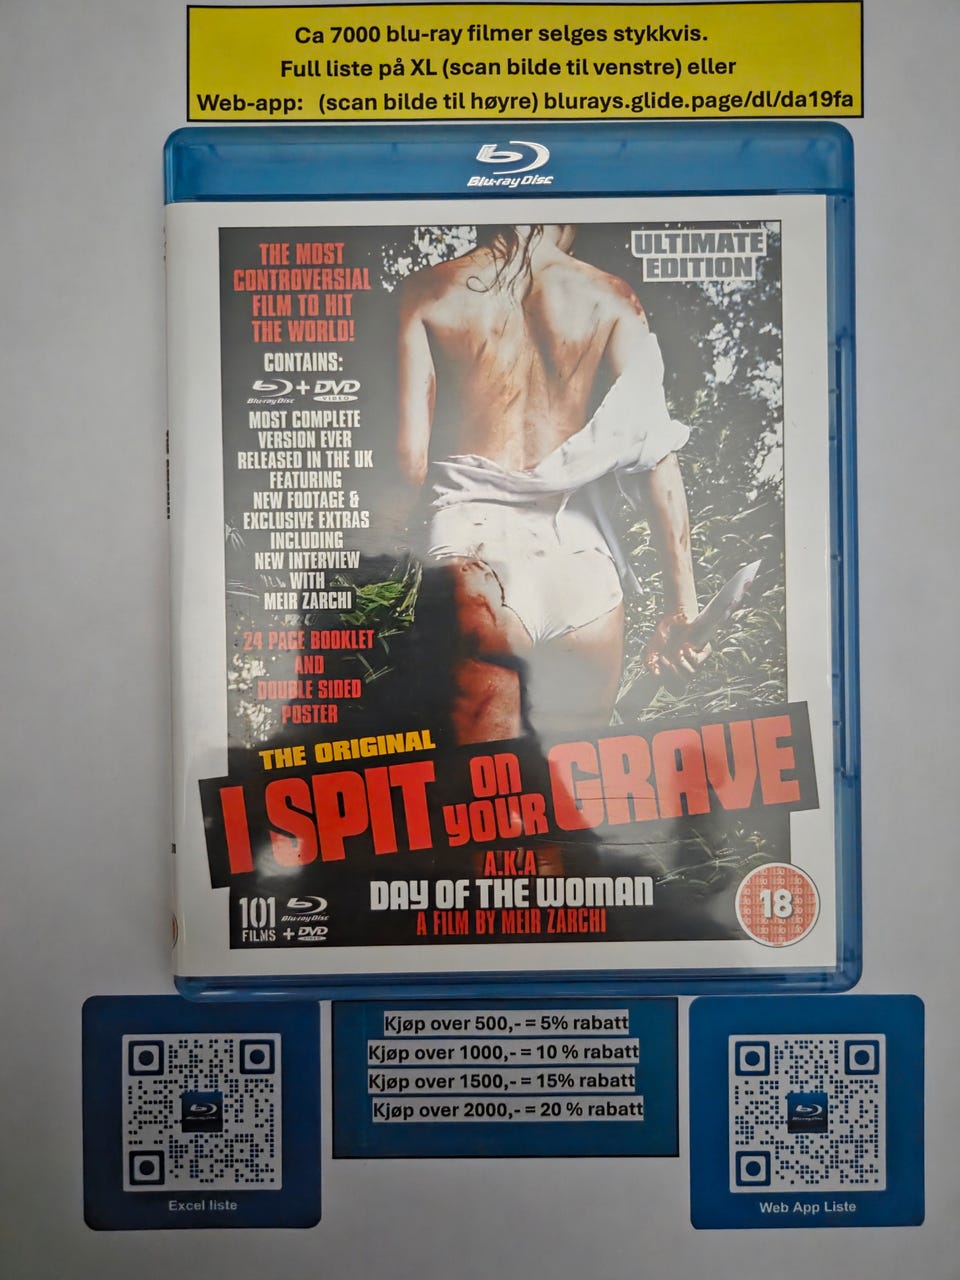 Ca 7000 blu-ray filmer selges stykkvis.
Full liste på XL (scan bilde til venstre) eller
Web-app: (scan bilde til høyre) blurays.glide.page/dl/da19fa
Blu-ray Disc
THE MOST
CONTROVERSIAL
FILM TO HIT
THE WORLD!
ULTIMATE
EDITION
CONTAINS:
Blu-ray Disc + DVD VIDEO
MOST COMPLETE
VERSION EVER
RELEASED IN THE UK
FEATURING
NEW FOOTAGE &
EXCLUSIVE EXTRAS
INCLUDING
NEW INTERVIEW
WITH
MEIR ZARCHI
24 PAGE BOOKLET
AND
DOUBLE SIDED
POSTER
THE ORIGINAL
I SPIT ON YOUR GRAVE
A.K.A
DAY OF THE WOMAN
A FILM BY MEIR ZARCHI
101 FILMS
Blu-ray Disc
+ DVD
18
Kjøp over 500,- = 5% rabatt
Kjøp over 1000,- = 10 % rabatt
Kjøp over 1500,- = 15% rabatt
Kjøp over 2000,- = 20 % rabatt
Excel liste
Web App Liste